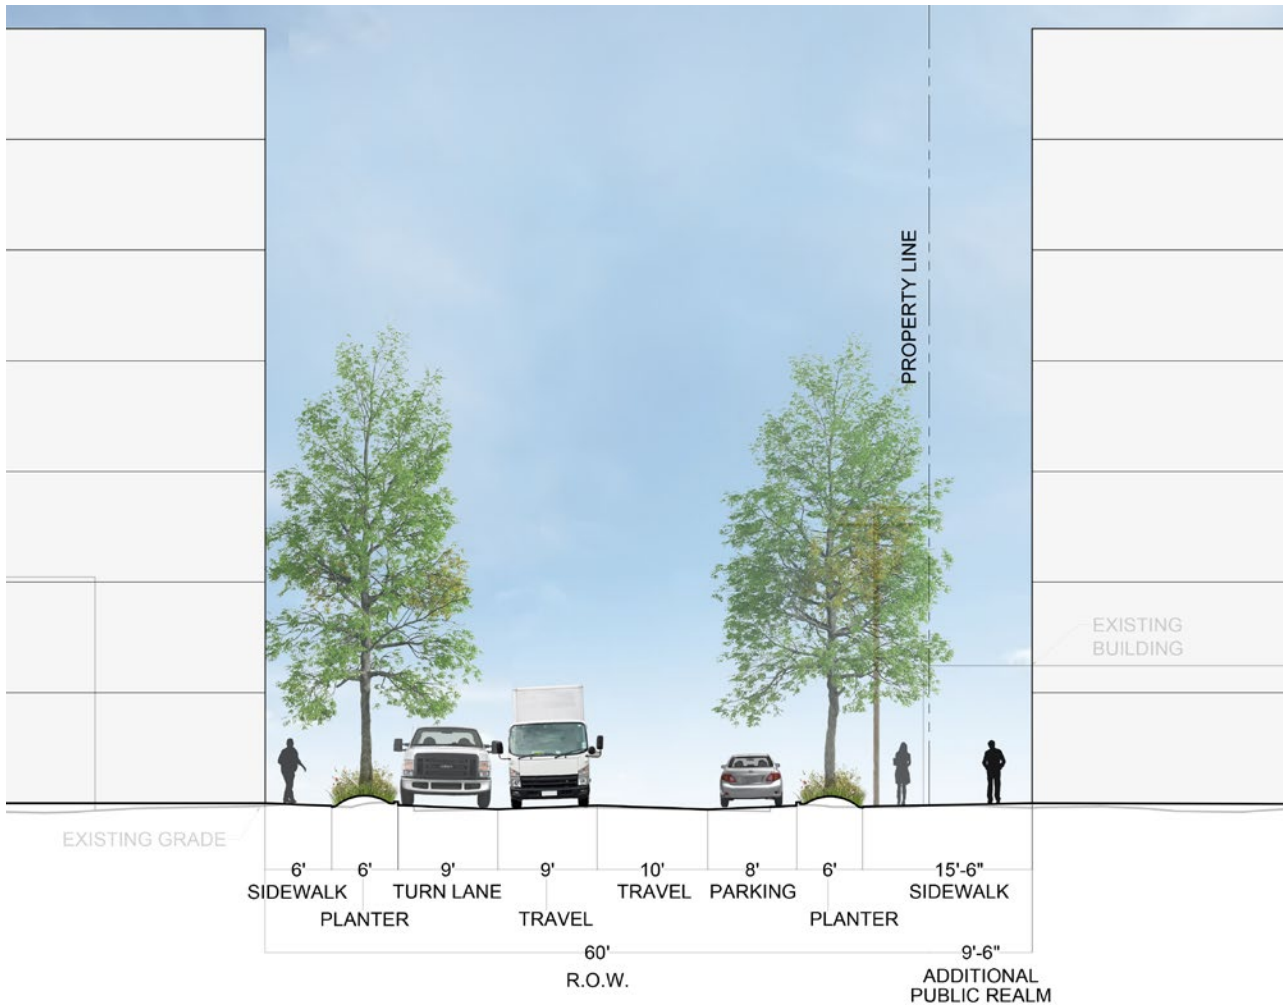 PROPERTY LINE
EXISTING
BUILDING
EXISTING GRADE
6' 6' 9' 9' 10' 8' 6' 15'-6"
SIDEWALK TURN LANE TRAVEL PARKING SIDEWALK
PLANTER TRAVEL PLANTER
60' 9'-6"
R.O.W. ADDITIONAL
PUBLIC REALM